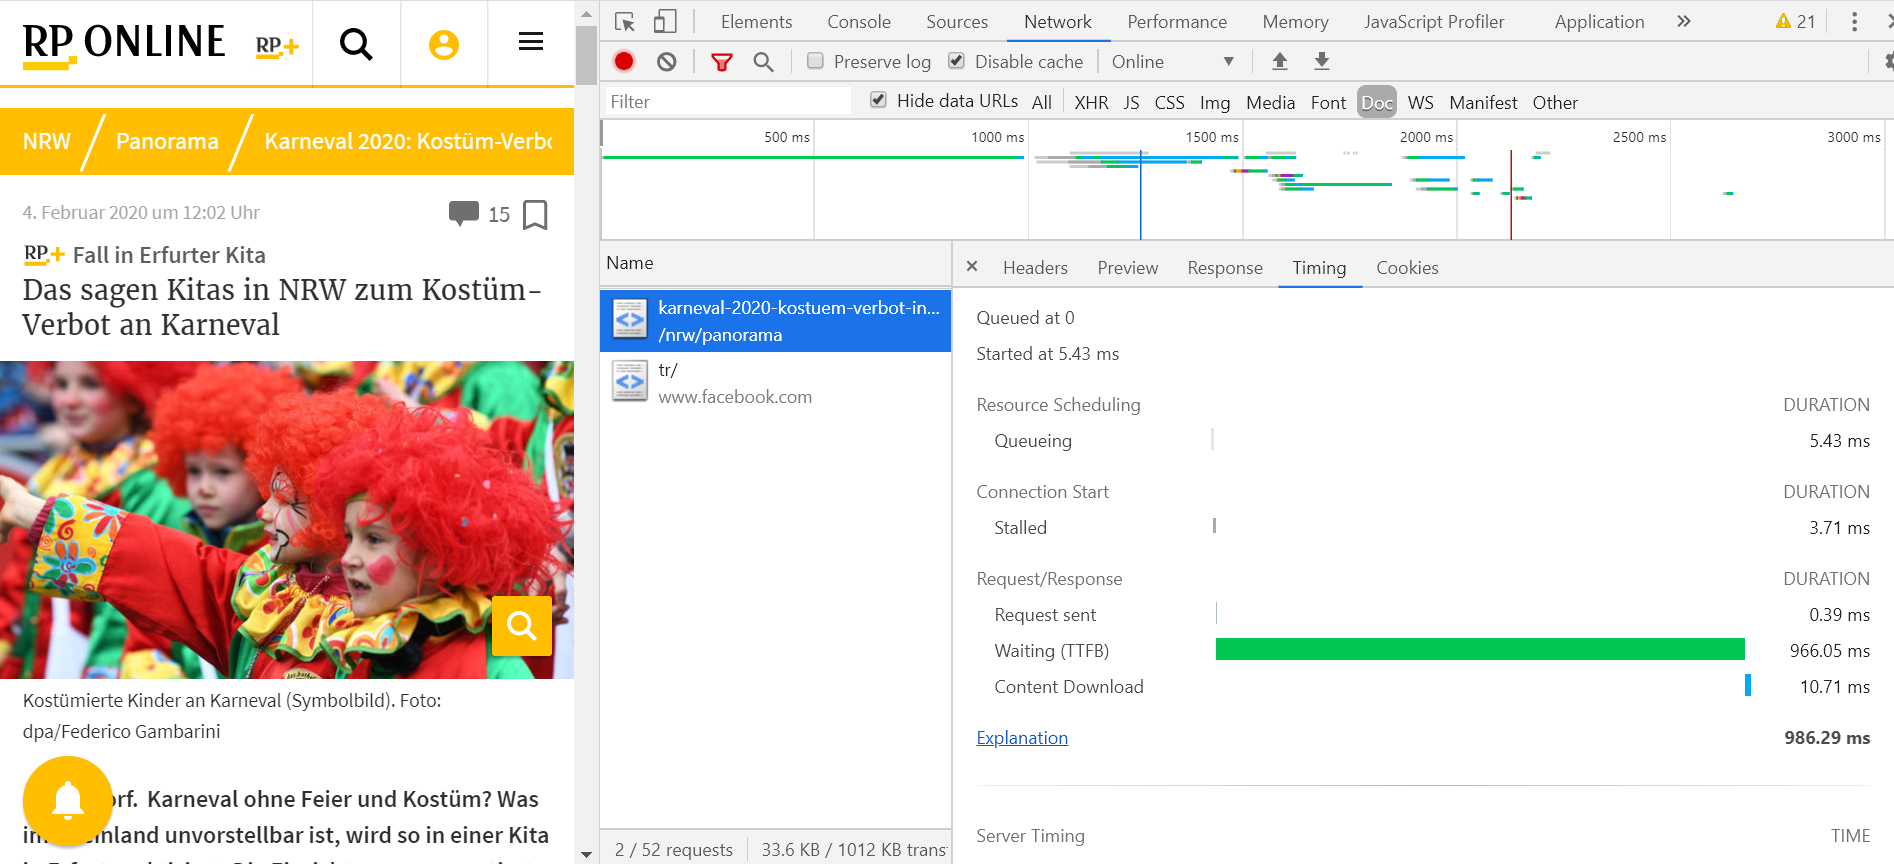 RP ONLINE
RP+
NRW / Panorama / Karneval 2020: Kostüm-Verbo
4. Februar 2020 um 12:02 Uhr
15
RP+ Fall in Erfurter Kita
Das sagen Kitas in NRW zum Kostüm-
Verbot an Karneval
Kostümierte Kinder an Karneval (Symbolbild). Foto:
dpa/Federico Gambarini
orf. Karneval ohne Feier und Kostüm? Was
inland unvorstellbar ist, wird so in einer Kita
Elements Console Sources Network Performance Memory JavaScript Profiler Application » 21
Preserve log Disable cache Online
Filter Hide data URLs All XHR JS CSS Img Media Font Doc WS Manifest Other
500 ms 1000 ms 1500 ms 2000 ms 2500 ms 3000 ms
Name
karneval-2020-kostuem-verbot-in...
/nrw/panorama
tr/
www.facebook.com
2 / 52 requests 33.6 KB / 1012 KB trans
× Headers Preview Response Timing Cookies
Queued at 0
Started at 5.43 ms
Resource Scheduling DURATION
Queueing 5.43 ms
Connection Start DURATION
Stalled 3.71 ms
Request/Response DURATION
Request sent 0.39 ms
Waiting (TTFB) 966.05 ms
Content Download 10.71 ms
Explanation 986.29 ms
Server Timing TIME